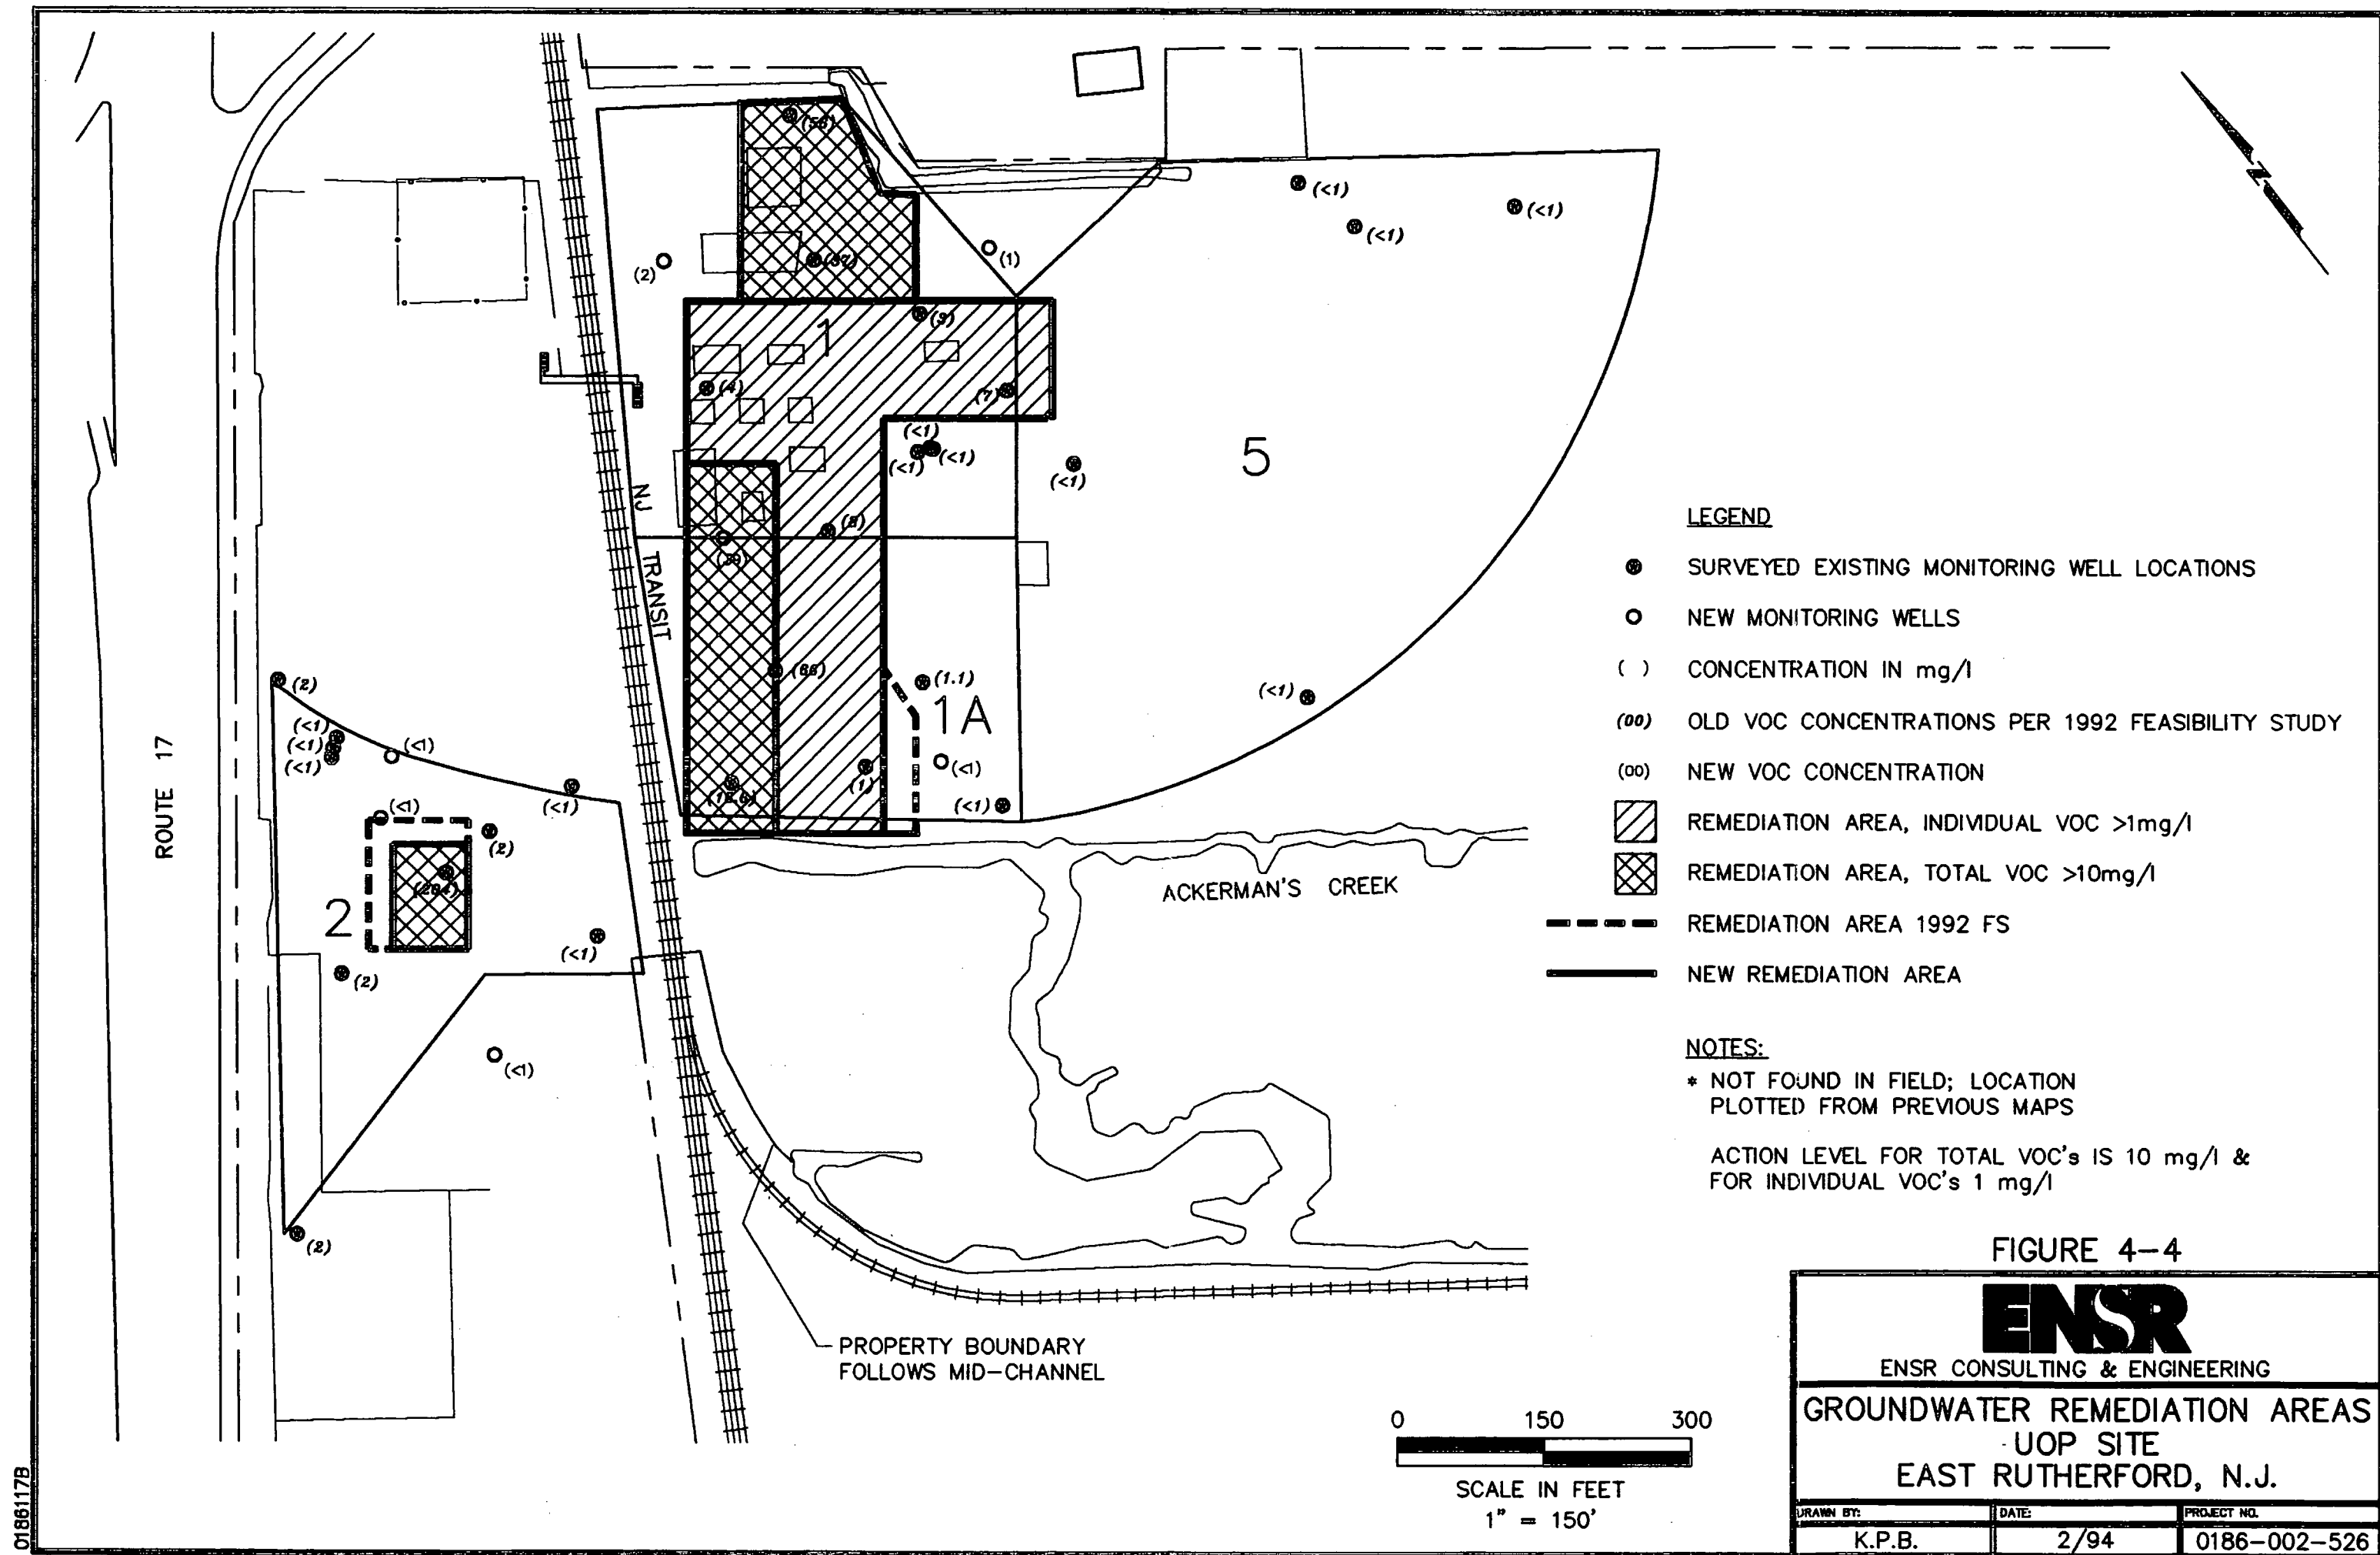 (56)
(<1)
(<1)
(<1)
(2)
(37)
(1)
(3)
1
(4)
(7)
(<1)
(<1)
(<1)
(<1)
5
NJ
TRANSIT
(8)
(66)
(1.1)
1A
(<1)
(<1)
(1)
(<1)
(2)
(<1)
(<1)
(<1)
(<1)
(<1)
(<1)
(2)
(204)
2
(<1)
(2)
(<1)
(2)
ROUTE 17
ACKERMAN'S CREEK
PROPERTY BOUNDARY
FOLLOWS MID-CHANNEL
LEGEND
SURVEYED EXISTING MONITORING WELL LOCATIONS
NEW MONITORING WELLS
( ) CONCENTRATION IN mg/l
(00) OLD VOC CONCENTRATIONS PER 1992 FEASIBILITY STUDY
(00) NEW VOC CONCENTRATION
REMEDIATION AREA, INDIVIDUAL VOC >1mg/l
REMEDIATION AREA, TOTAL VOC >10mg/l
REMEDIATION AREA 1992 FS
NEW REMEDIATION AREA
NOTES:
* NOT FOUND IN FIELD; LOCATION
PLOTTED FROM PREVIOUS MAPS
ACTION LEVEL FOR TOTAL VOC's IS 10 mg/l &
FOR INDIVIDUAL VOC's 1 mg/l
0 150 300
SCALE IN FEET
1" = 150'
FIGURE 4-4
ENSR
ENSR CONSULTING & ENGINEERING
GROUNDWATER REMEDIATION AREAS
UOP SITE
EAST RUTHERFORD, N.J.
DRAWN BY: DATE: PROJECT NO.
K.P.B. 2/94 0186-002-526
0186117B